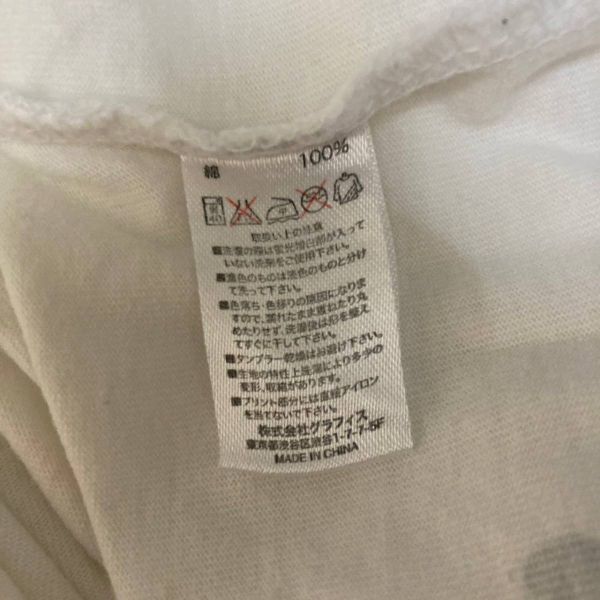 綿 100%
取扱い上の注意
■洗濯の際は蛍光増白剤が入って
いない洗剤をご使用下さい。
■濃色のものは淡色のものと分け
て洗って下さい。
■色落ち・色移りの原因になりま
すので、濡れたまま重ねたり丸
めたりせず、洗濯後は形を整え
てすぐに干して下さい。
■タンブラー乾燥はお避け下さい。
■生地の特性上洗濯により多少の
変形、収縮があります。
■プリント部分には直接アイロン
を当てないで下さい。
株式会社グラフィス
東京都渋谷区渋谷1-7-7-5F
MADE IN CHINA